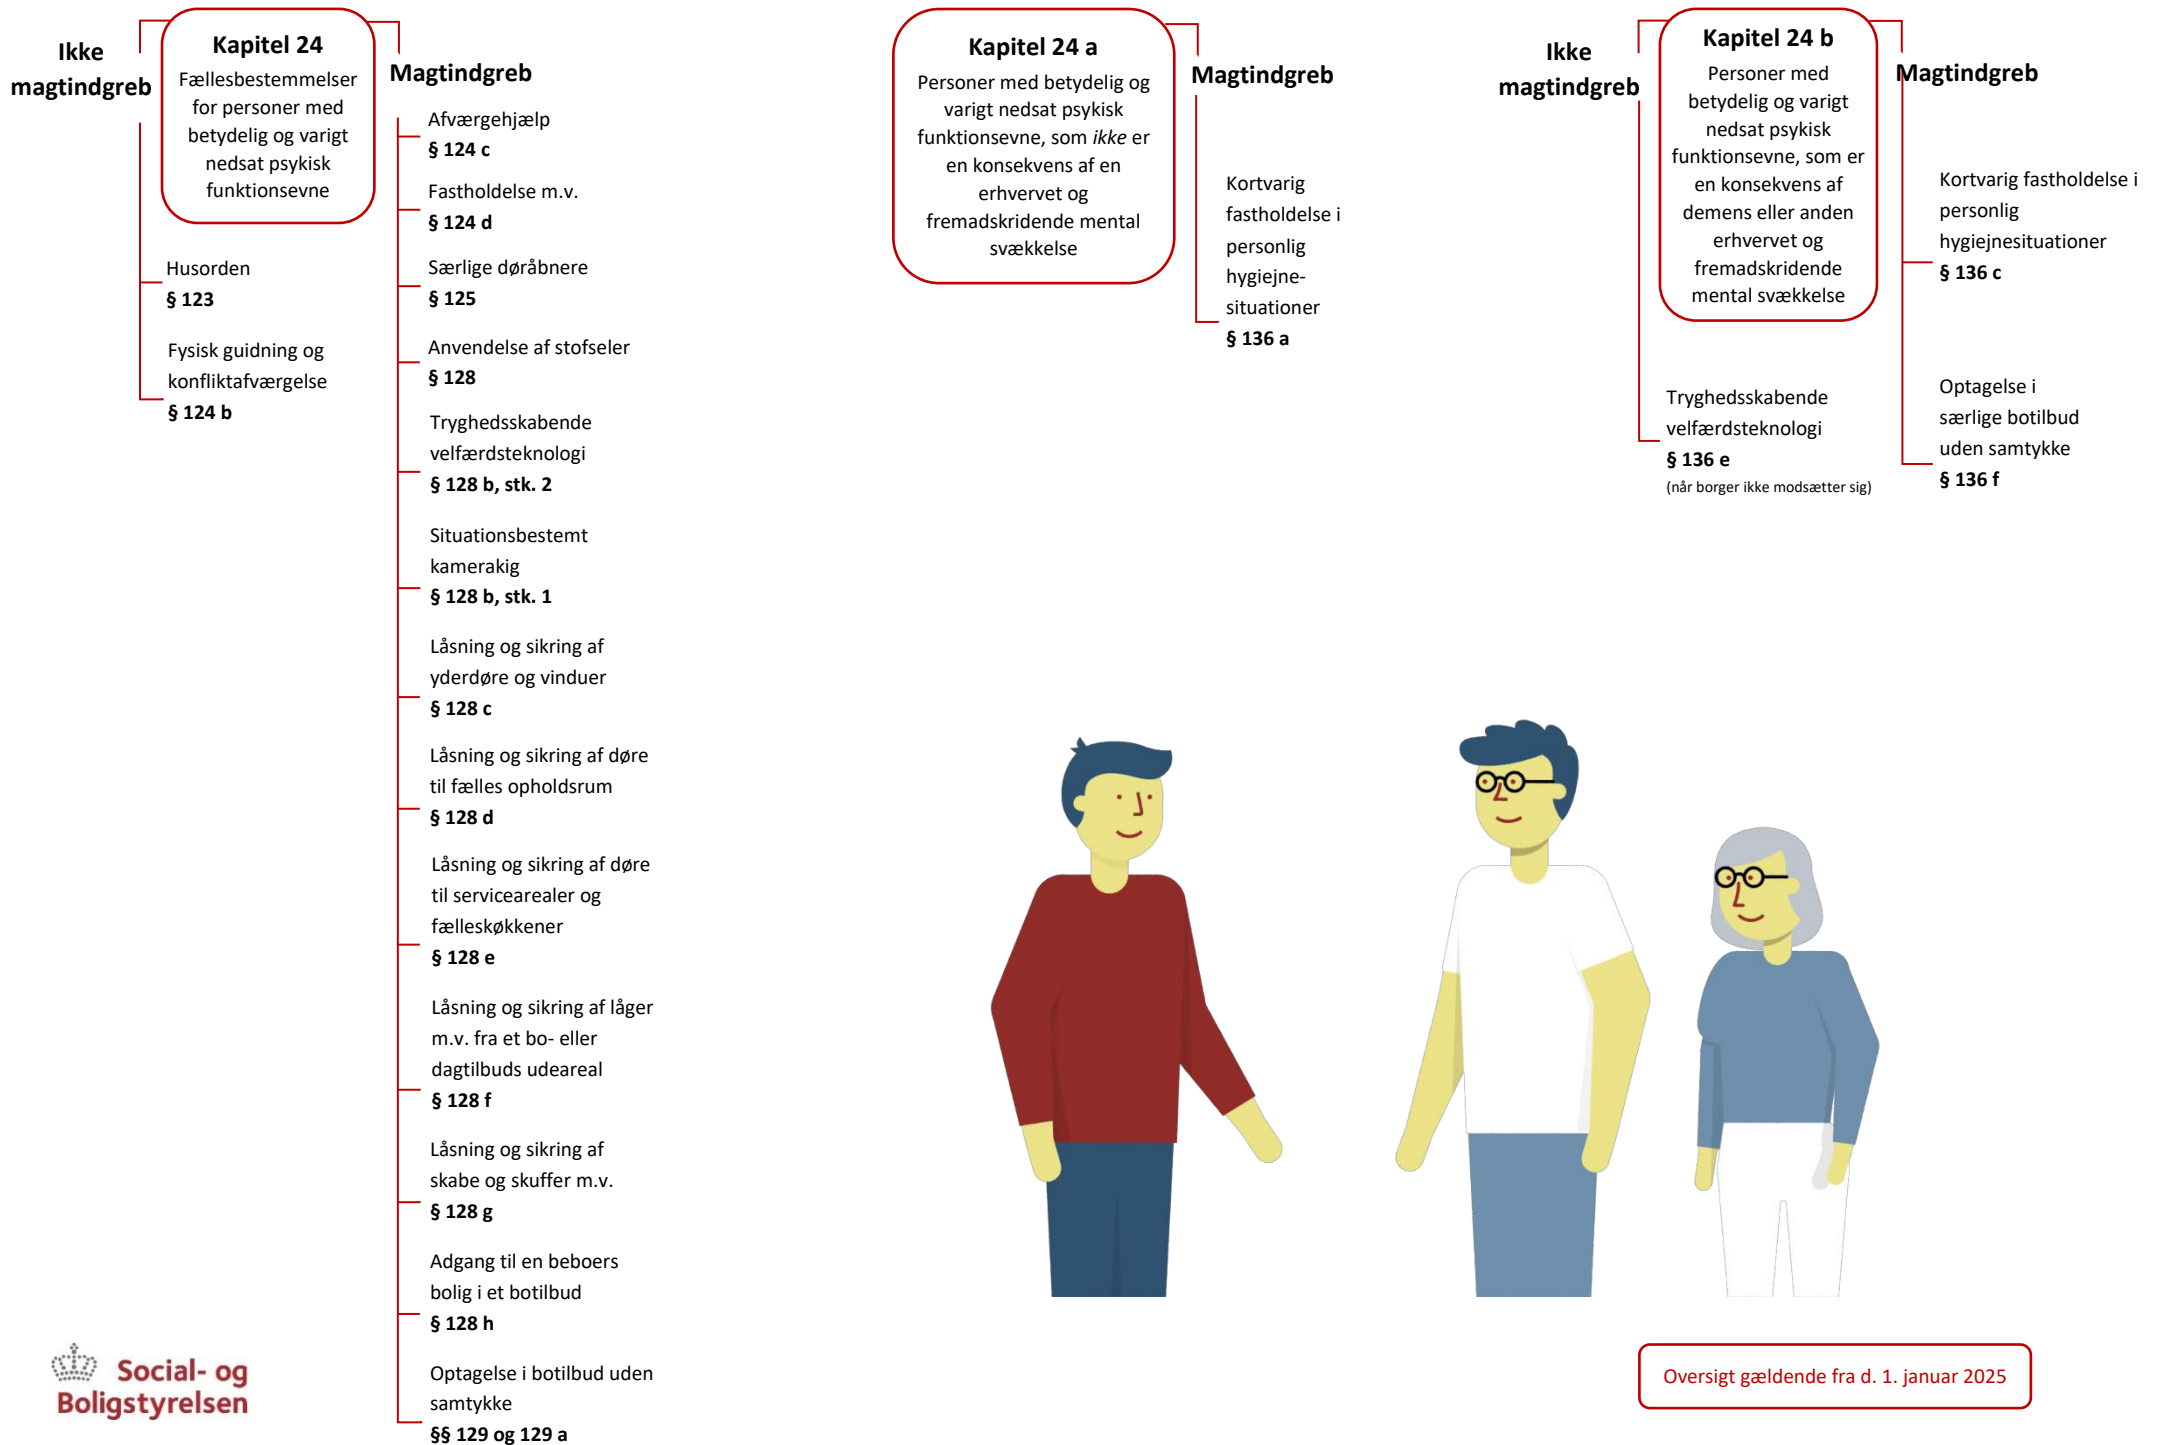 Ikke
magtindgreb
Kapitel 24
Fællesbestemmelser
for personer med
betydelig og varigt
nedsat psykisk
funktionsevne
Husorden
§ 123
Fysisk guidning og
konfliktafværgelse
§ 124 b
Magtindgreb
Afværgehjælp
§ 124 c
Fastholdelse m.v.
§ 124 d
Særlige døråbnere
§ 125
Anvendelse af stofseler
§ 128
Tryghedsskabende
velfærdsteknologi
§ 128 b, stk. 2
Situationsbestemt
kamerakig
§ 128 b, stk. 1
Låsning og sikring af
yderdøre og vinduer
§ 128 c
Låsning og sikring af døre
til fælles opholdsrum
§ 128 d
Låsning og sikring af døre
til servicearealer og
fælleskøkkener
§ 128 e
Låsning og sikring af låger
m.v. fra et bo- eller
dagtilbuds udeareal
§ 128 f
Låsning og sikring af
skabe og skuffer m.v.
§ 128 g
Adgang til en beboers
bolig i et botilbud
§ 128 h
Optagelse i botilbud uden
samtykke
§§ 129 og 129 a
Kapitel 24 a
Personer med betydelig og
varigt nedsat psykisk
funktionsevne, som ikke er
en konsekvens af en
erhvervet og
fremadskridende mental
svækkelse
Magtindgreb
Kortvarig
fastholdelse i
personlig
hygiejne-
situationer
§ 136 a
Ikke
magtindgreb
Kapitel 24 b
Personer med
betydelig og varigt
nedsat psykisk
funktionsevne, som er
en konsekvens af
demens eller anden
erhvervet og
fremadskridende
mental svækkelse
Tryghedsskabende
velfærdsteknologi
§ 136 e
(når borger ikke modsætter sig)
Magtindgreb
Kortvarig fastholdelse i
personlig
hygiejnesituationer
§ 136 c
Optagelse i
særlige botilbud
uden samtykke
§ 136 f
Social- og
Boligstyrelsen
Oversigt gældende fra d. 1. januar 2025